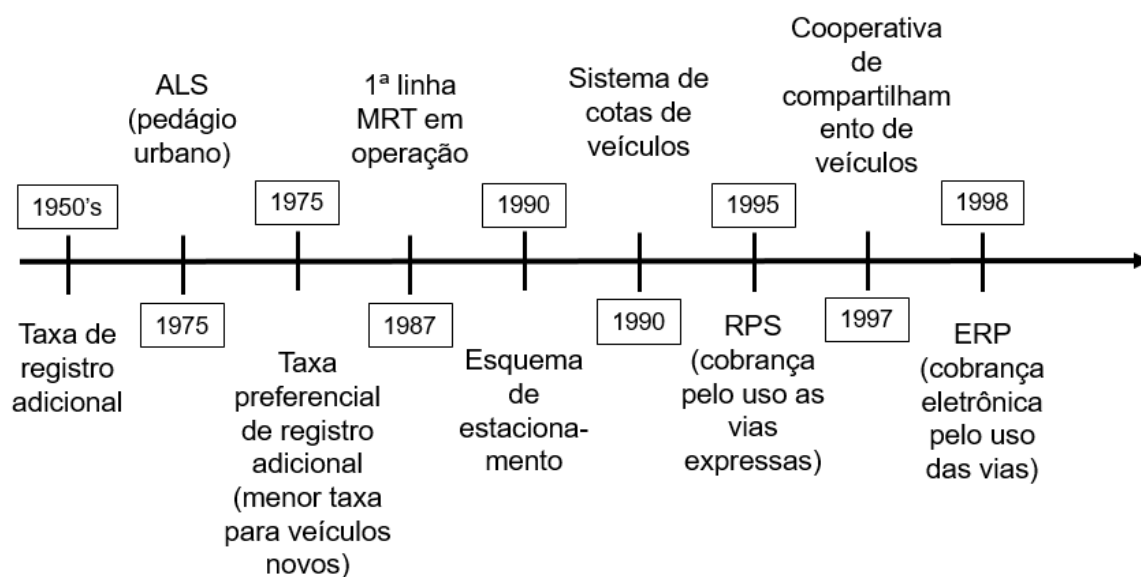 Cooperativa
de
compartilham
ento de
veículos
Sistema de
cotas de
veículos
1ª linha
MRT em
operação
ALS
(pedágio
urbano)
1950's
1975
1990
1995
1998
1975
1987
1990
1997
Taxa de
registro
adicional
Taxa
preferencial
de registro
adicional
(menor taxa
para veículos
novos)
Esquema
de
estaciona-
mento
RPS
(cobrança
pelo uso as
vias
expressas)
ERP
(cobrança
eletrônica
pelo uso
das vias)